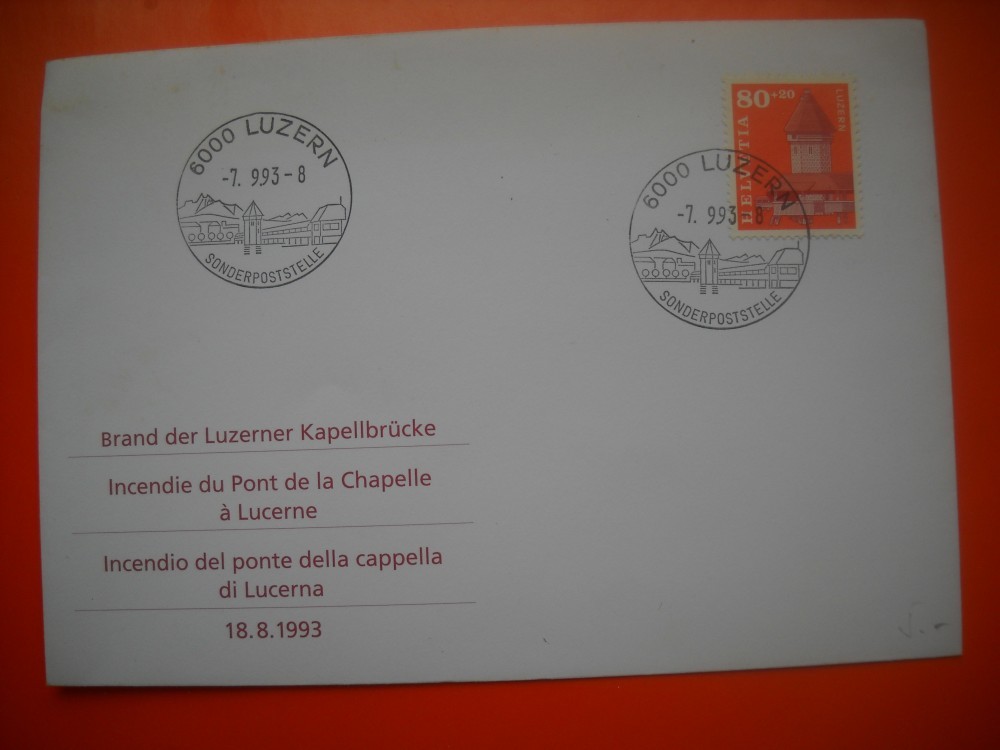 6000 LUZERN
-7. 9.93-8
SONDERPOSTSTELLE
80+20
LUZERN
HELVETIA
6000 LUZERN
-7. 9.93-8
SONDERPOSTSTELLE
Brand der Luzerner Kapellbrücke
Incendie du Pont de la Chapelle
à Lucerne
Incendio del ponte della cappella
di Lucerna
18.8.1993